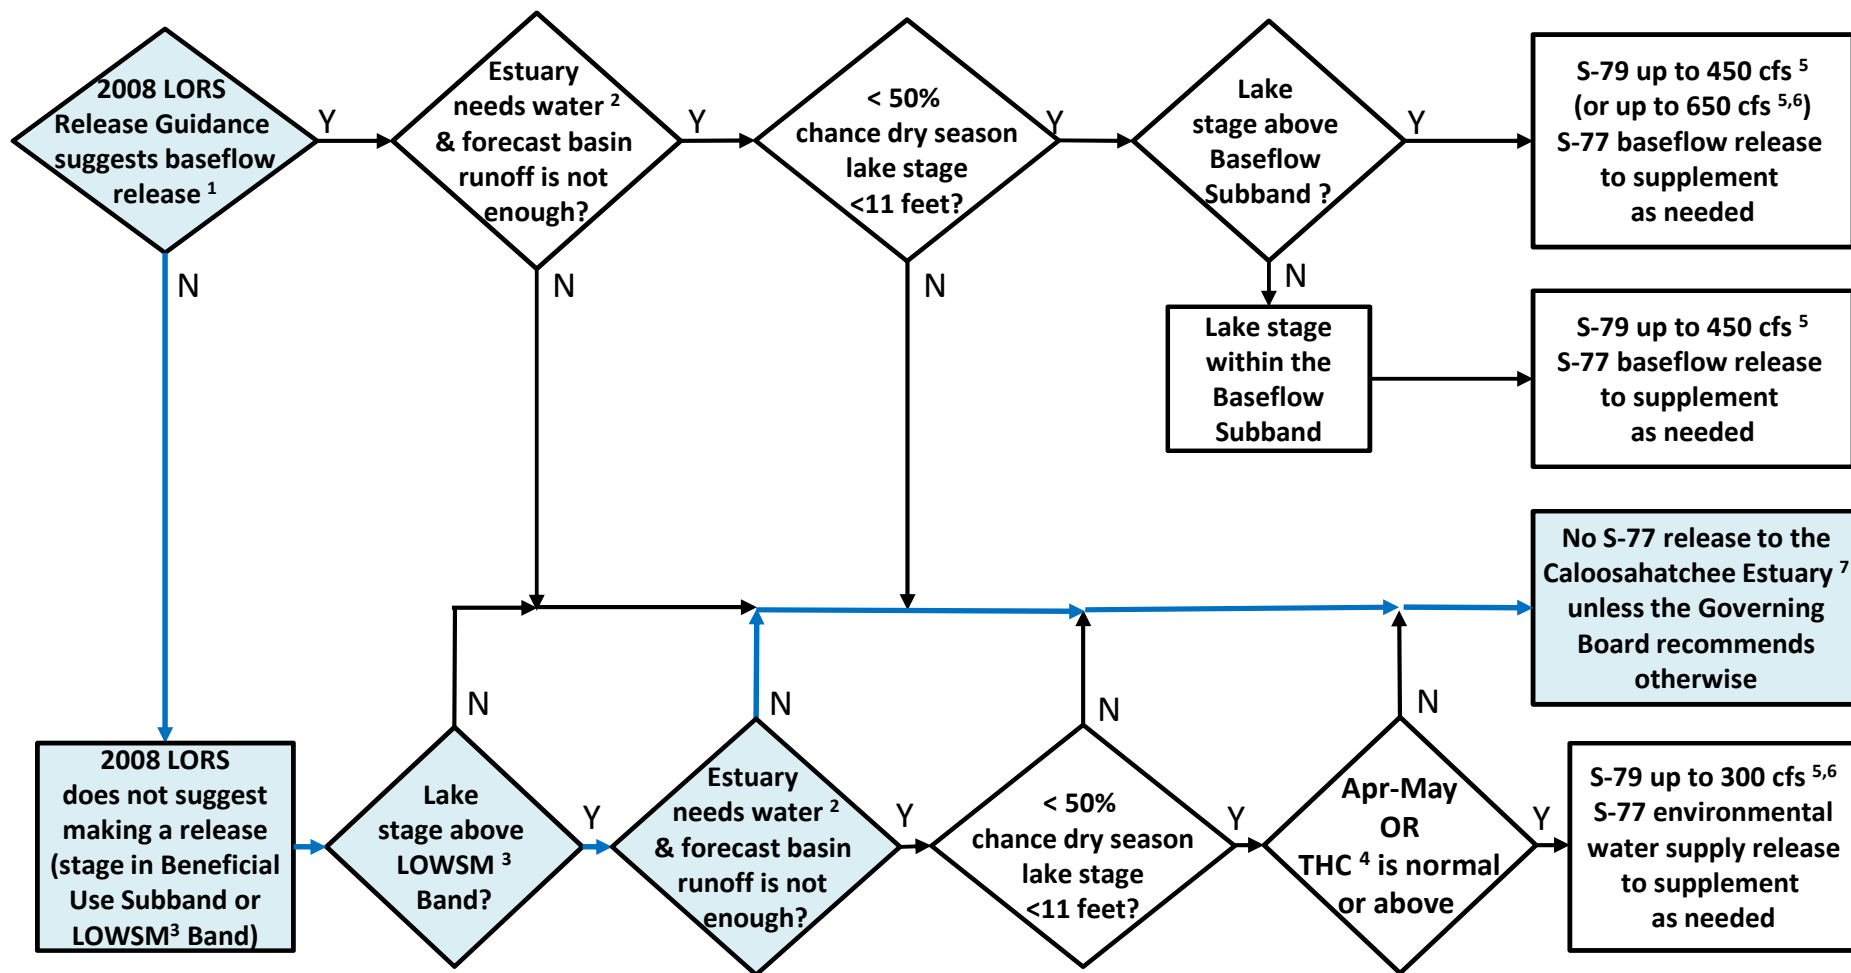 2008 LORS
Release Guidance
suggests baseflow
release 1
Y
N
Estuary
needs water 2
& forecast basin
runoff is not
enough?
Y
N
< 50%
chance dry season
lake stage
<11 feet?
Y
N
Lake
stage above
Baseflow
Subband ?
Y
N
S-79 up to 450 cfs 5
(or up to 650 cfs 5,6)
S-77 baseflow release
to supplement
as needed
Lake stage
within the
Baseflow
Subband
S-79 up to 450 cfs 5
S-77 baseflow release
to supplement
as needed
No S-77 release to the
Caloosahatchee Estuary 7
unless the Governing
Board recommends
otherwise
2008 LORS
does not suggest
making a release
(stage in Beneficial
Use Subband or
LOWSM3 Band)
N
Lake
stage above
LOWSM 3
Band?
Y
N
Estuary
needs water 2
& forecast basin
runoff is not
enough?
Y
N
< 50%
chance dry season
lake stage
<11 feet?
Y
N
Apr-May
OR
THC 4 is normal
or above
Y
S-79 up to 300 cfs 5,6
S-77 environmental
water supply release
to supplement
as needed